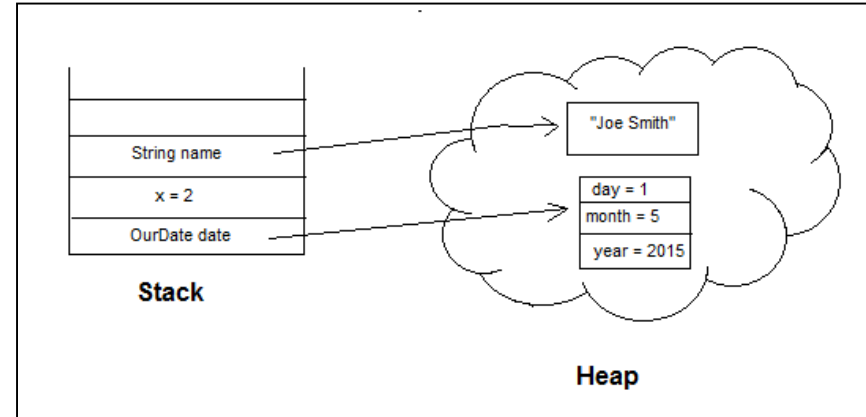 String name
x = 2
OurDate date
Stack
"Joe Smith"
day = 1
month = 5
year = 2015
Heap